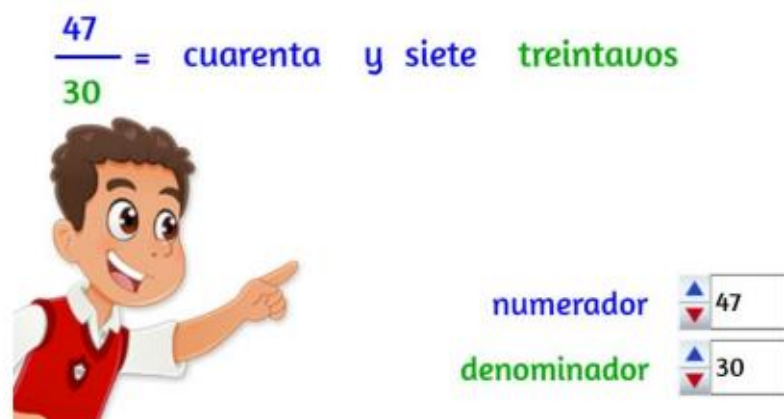 47
30
= cuarenta y siete treintavos
numerador 47
denominador 30